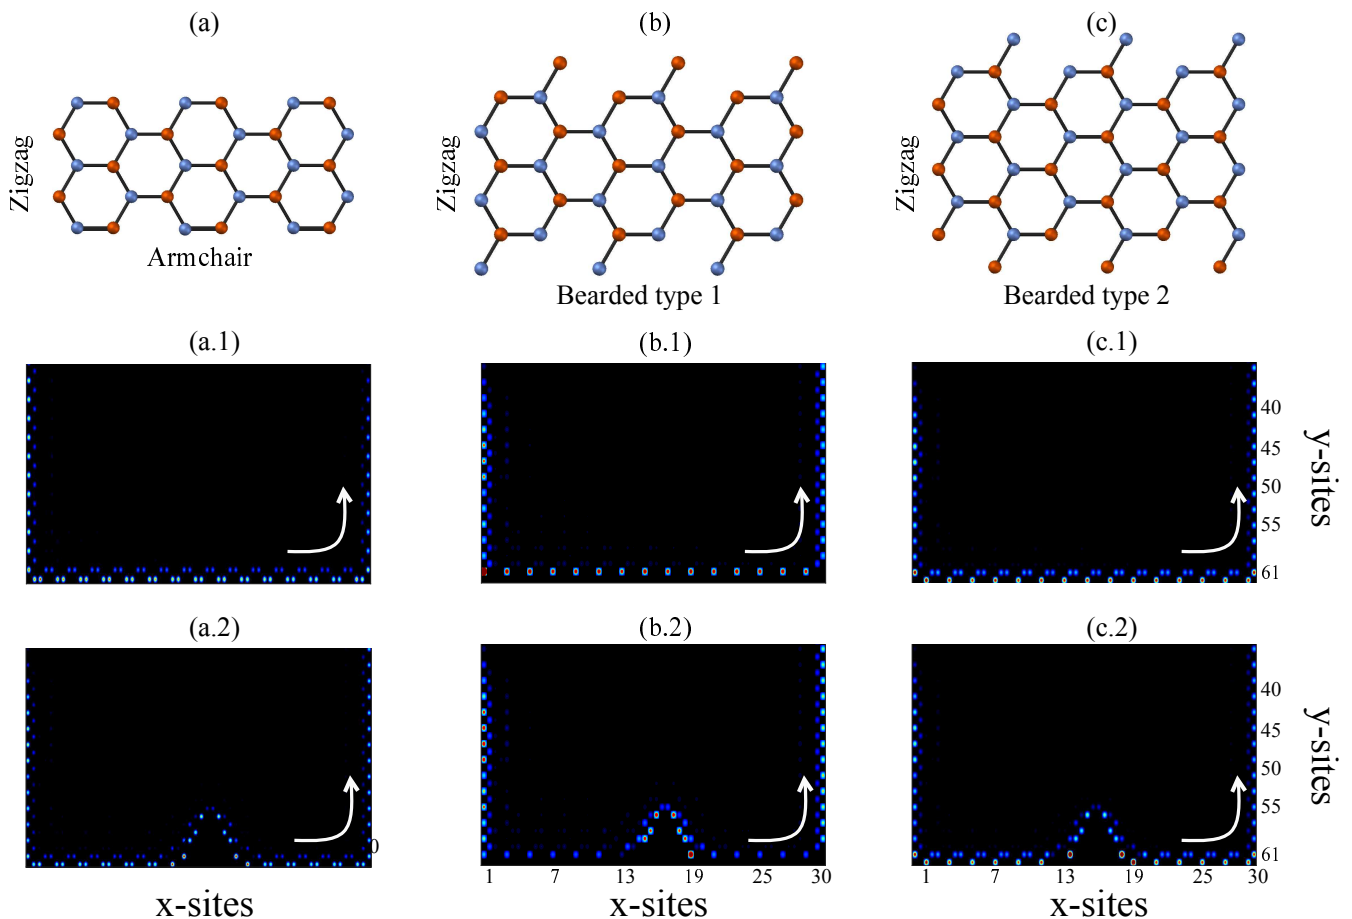 (a) (b) (c)
Zigzag Zigzag Zigzag
Armchair
Bearded type 1 Bearded type 2
(a.1) (b.1) (c.1)
40
45
50
55
61
y-sites
(a.2) (b.2) (c.2)
40
45
50
55
61
y-sites
0
1 7 13 19 25 30 1 7 13 19 25 30
x-sites x-sites x-sites